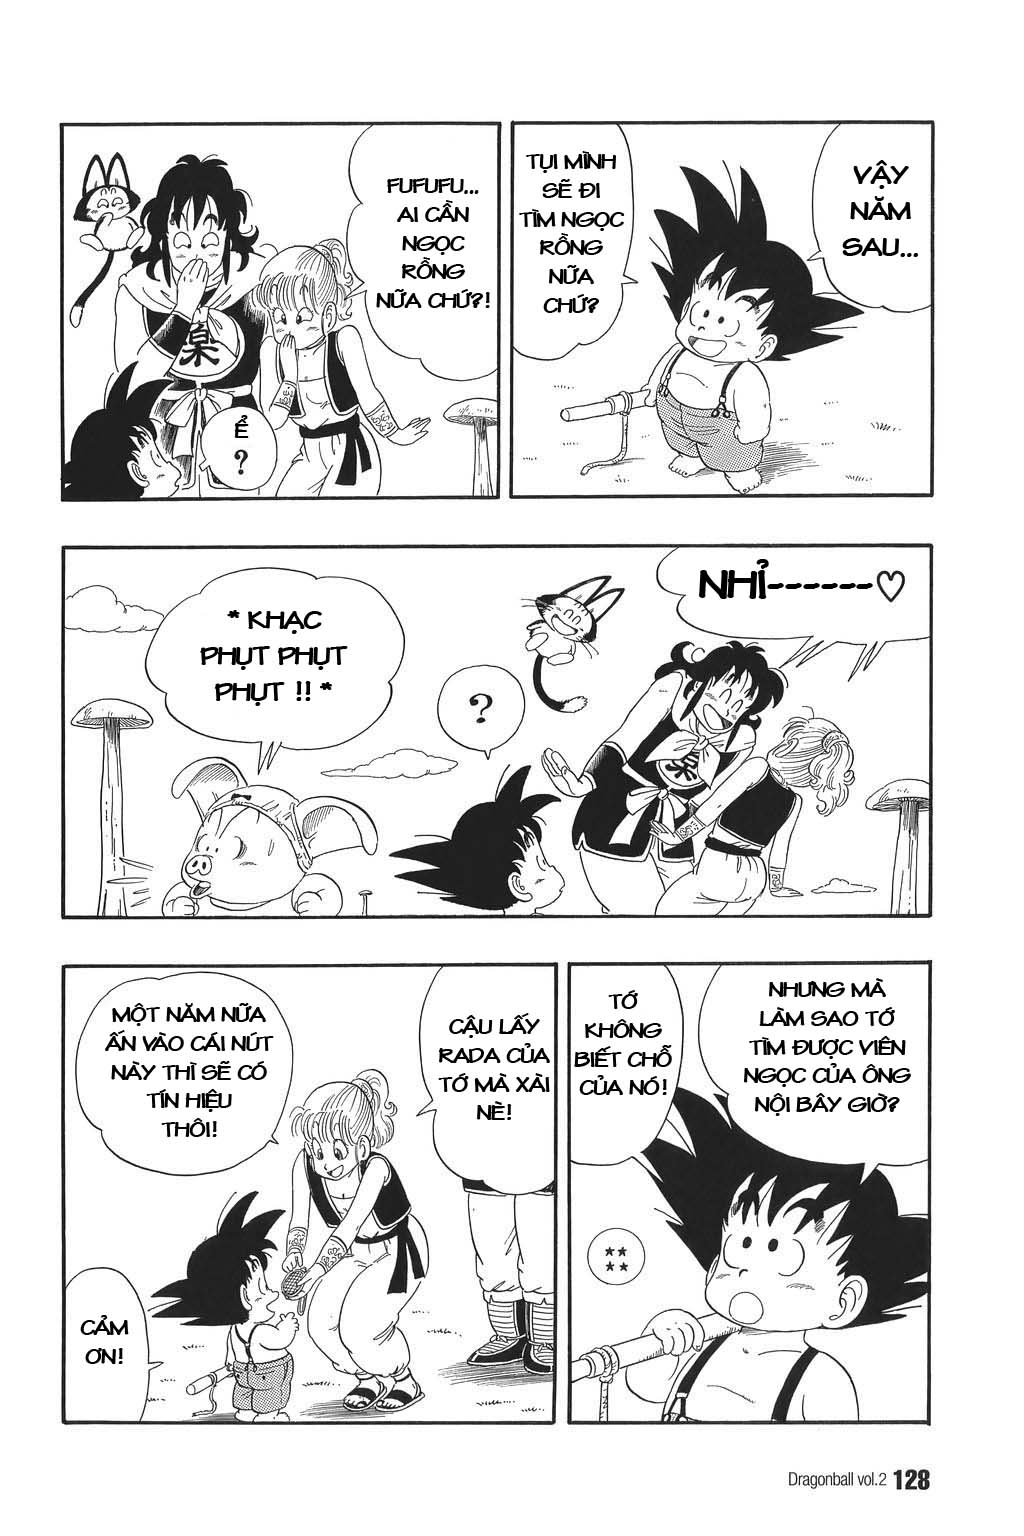 VẬY
NĂM
SAU...
TỤI MÌNH
SẼ ĐI
TÌM NGỌC
RỒNG
NỮA
CHỨ?
FUFUFU...
AI CẦN
NGỌC
RỒNG
NỮA CHỨ?!
Ể
?
NHỈ------♡
?
* KHẠC
PHỤT PHỤT
PHỤT !! *
NHƯNG MÀ
LÀM SAO TỚ
TÌM ĐƯỢC VIÊN
NGỌC CỦA ÔNG
NỘI BÂY GIỜ?
TỚ
KHÔNG
BIẾT CHỖ
CỦA NÓ!
CẬU LẤY
RADA CỦA
TỚ MÀ XÀI
NÈ!
MỘT NĂM NỮA
ẤN VÀO CÁI NÚT
NÀY THÌ SẼ CÓ
TÍN HIỆU
THÔI!
CẢM
ƠN!
Dragonball vol.2 128